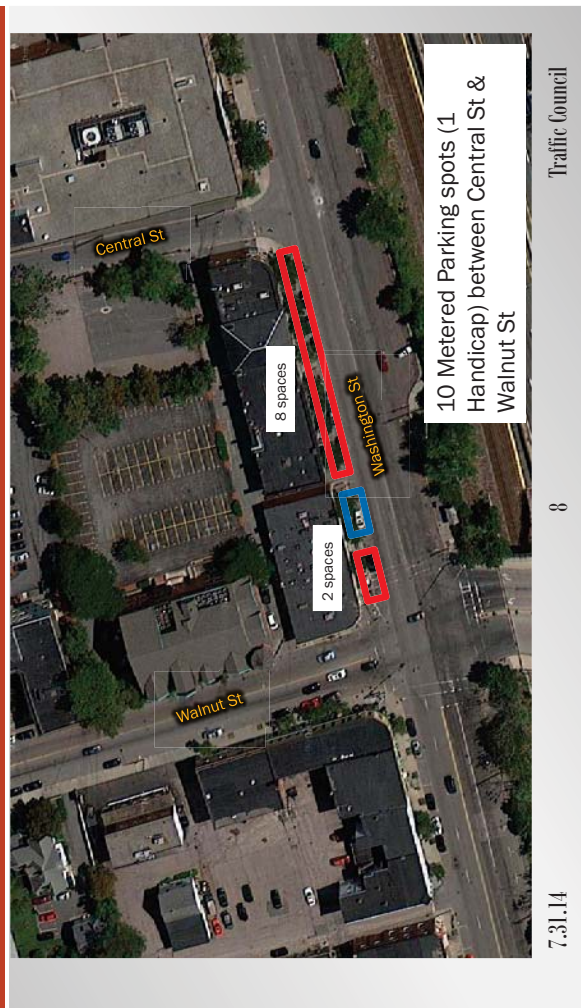 Central St
8 spaces
Washington St
2 spaces
Walnut St
10 Metered Parking spots (1
Handicap) between Central St &
Walnut St
7.31.14
8
Traffic Council